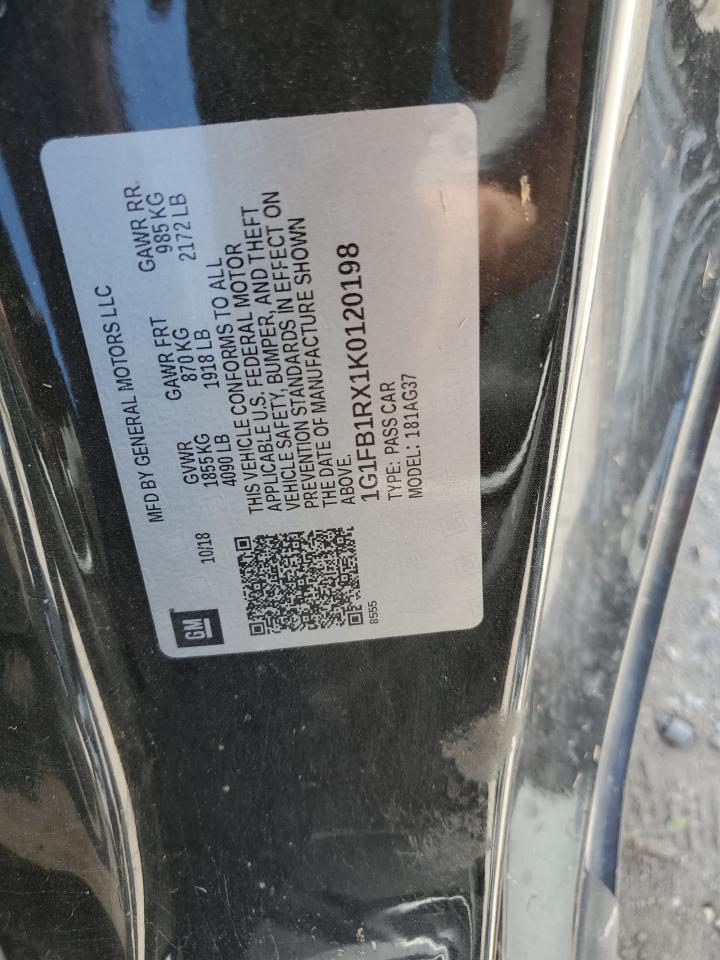 GM
MFD BY GENERAL MOTORS LLC
10/18
GVWR GAWR FRT GAWR RR
1855 KG 870 KG 985 KG
4090 LB 1918 LB 2172 LB
THIS VEHICLE CONFORMS TO ALL
APPLICABLE U.S. FEDERAL MOTOR
VEHICLE SAFETY, BUMPER, AND THEFT
PREVENTION STANDARDS IN EFFECT ON
THE DATE OF MANUFACTURE SHOWN
ABOVE.
1G1FB1RX1K0120198
TYPE: PASS CAR
MODEL: 181AG37
8555